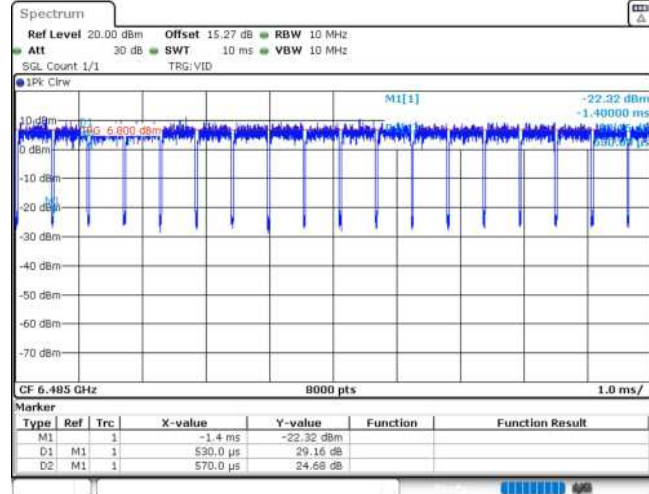 Spectrum
Ref Level 20.00 dBm Offset 15.27 dB RBW 10 MHz
Att 30 dB SWT 10 ms VBW 10 MHz
SGL Count 1/1 TRG: VID
1Pk Clrw
M1[1] -22.32 dBm
-1.40000 ms
10 dBm
D1
TRG 6.800 dBm
0 dBm
-10 dBm
-20 dBm
-30 dBm
-40 dBm
-50 dBm
-60 dBm
-70 dBm
CF 6.485 GHz 8000 pts 1.0 ms/
Marker
Type Ref Trc X-value Y-value Function Function Result
M1 1 -1.4 ms -22.32 dBm
D1 M1 1 530.0 µs 29.16 dB
D2 M1 1 570.0 µs 24.68 dB